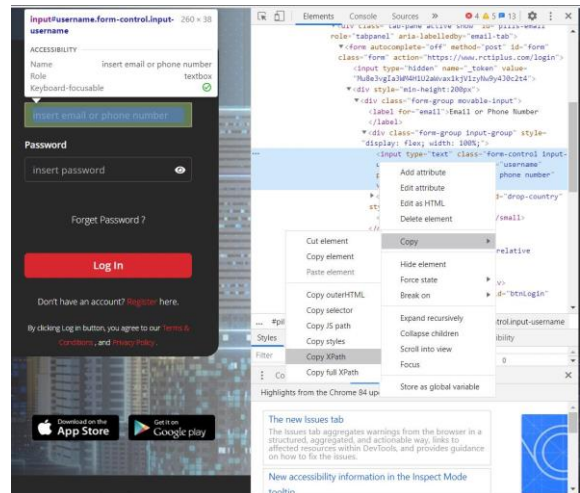 input#username.form-control.input-username
260 × 38
ACCESSIBILITY
Name insert email or phone number
Role textbox
Keyboard-focusable
insert email or phone number
Password
insert password
Forget Password ?
Log In
Don't have an account? Register here.
By clicking Log in button, you agree to our Terms &
Conditions , and Privacy Policy .
Download on the
App Store
Get it on
Google play
Elements Console Sources » 4 5 13
role="tabpanel" aria-labelledby="email-tab">
<form autocomplete="off" method="post" id="form"
class="form" action="https://www.rctiplus.com/login">
<input type="hidden" name="_token" value=
<div style="min-height:200px">
<div class="form-group movable-input">
<label for="email">Email or Phone Number
</label>
<div class="form-group input-group" style=
"display: flex; width: 100%;">
<input type="text" class="form-control input-
"username"
phone number"
d="drop-country"
/small>
relative
d="btnLogin"
Add attribute
Edit attribute
Edit as HTML
Delete element
Copy
Hide element
Force state
Break on
Expand recursively
Collapse children
Scroll into view
Focus
Store as global variable
Cut element
Copy element
Paste element
Copy outerHTML
Copy selector
Copy JS path
Copy styles
Copy XPath
Copy full XPath
... #pil
trol.input-username
Styles
ibility
Filter
0
Co
Highlights from the Chrome 84 up
The new Issues tab
The Issues tab aggregates warnings from the browser in a
structured, aggregated, and actionable way, links to
affected resources within DevTools, and provides guidance
on how to fix the issues.
New accessibility information in the Inspect Mode
tooltip